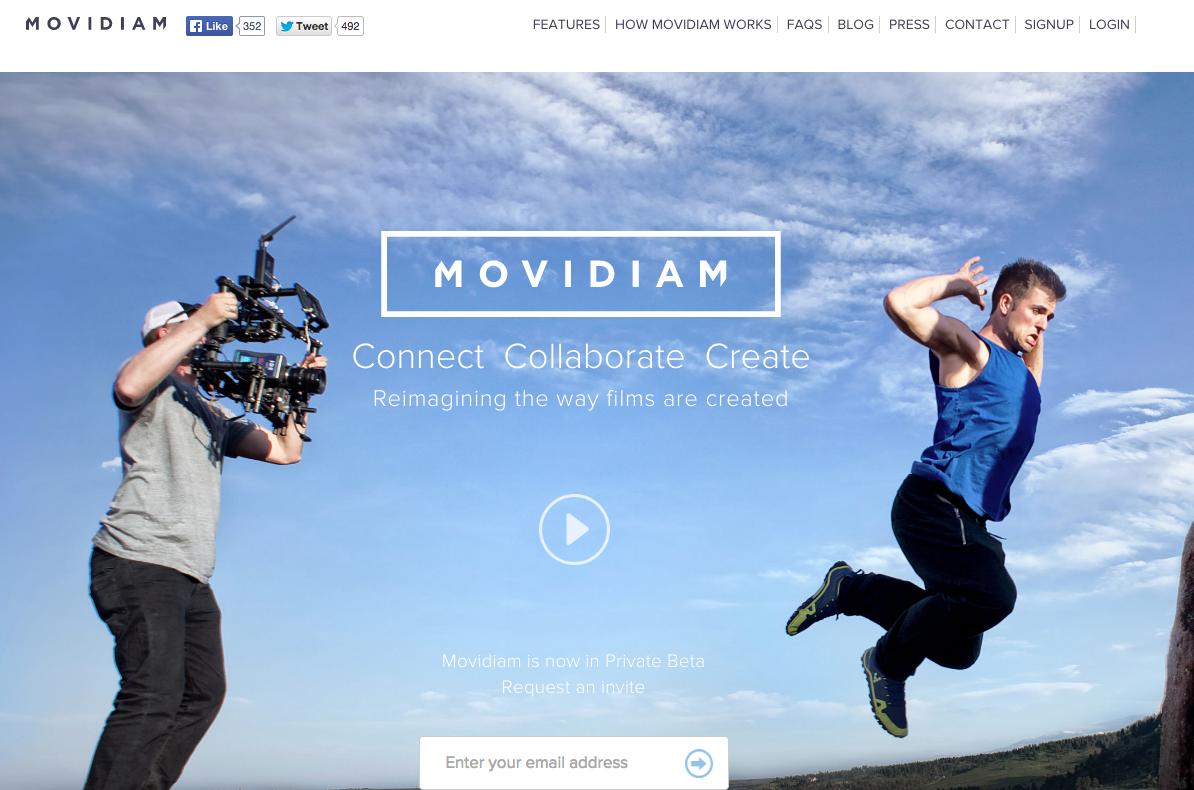 MOVIDIAM
Like 352 Tweet 492
FEATURES HOW MOVIDIAM WORKS FAQS BLOG PRESS CONTACT SIGNUP LOGIN
MOVIDIAM
Connect Collaborate Create
Reimagining the way films are created
Movidiam is now in Private Beta
Request an invite
Enter your email address